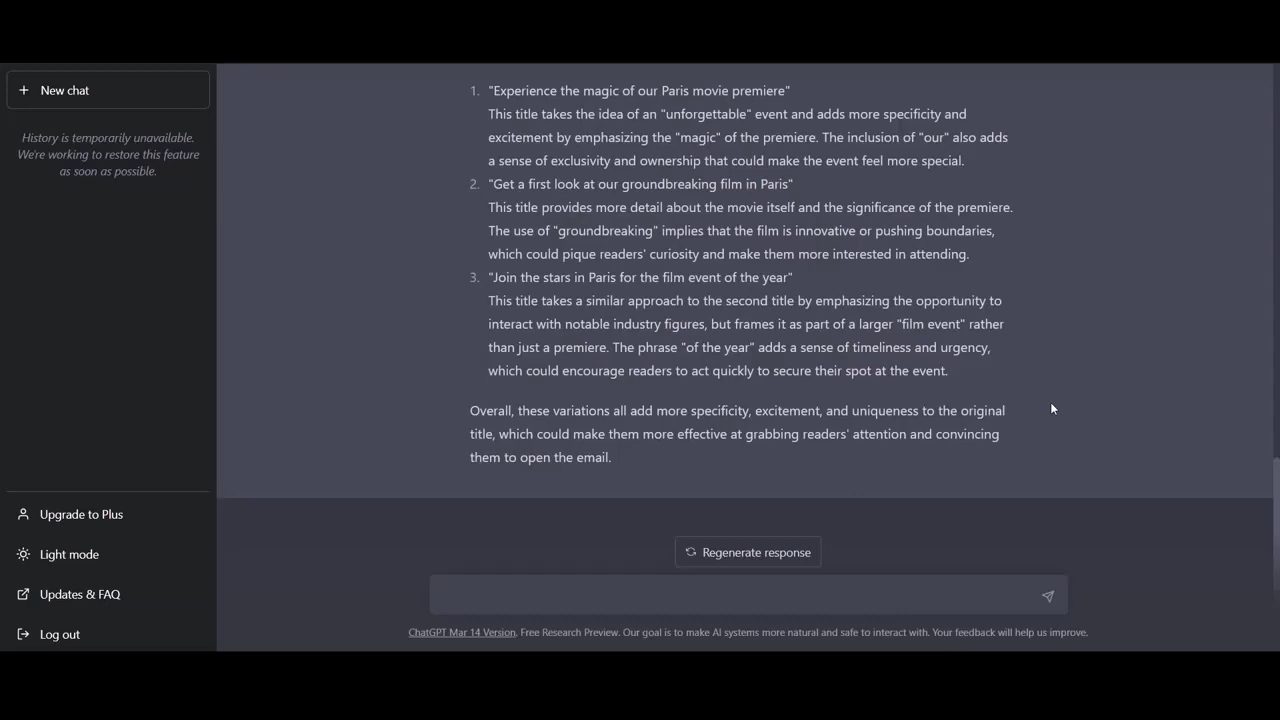 New chat
History is temporarily unavailable.
We're working to restore this feature
as soon as possible.
1. "Experience the magic of our Paris movie premiere"
This title takes the idea of an "unforgettable" event and adds more specificity and
excitement by emphasizing the "magic" of the premiere. The inclusion of "our" also adds
a sense of exclusivity and ownership that could make the event feel more special.
2. "Get a first look at our groundbreaking film in Paris"
This title provides more detail about the movie itself and the significance of the premiere.
The use of "groundbreaking" implies that the film is innovative or pushing boundaries,
which could pique readers' curiosity and make them more interested in attending.
3. "Join the stars in Paris for the film event of the year"
This title takes a similar approach to the second title by emphasizing the opportunity to
interact with notable industry figures, but frames it as part of a larger "film event" rather
than just a premiere. The phrase "of the year" adds a sense of timeliness and urgency,
which could encourage readers to act quickly to secure their spot at the event.
Overall, these variations all add more specificity, excitement, and uniqueness to the original
title, which could make them more effective at grabbing readers' attention and convincing
them to open the email.
Upgrade to Plus
Light mode
Updates & FAQ
Log out
Regenerate response
ChatGPT Mar 14 Version. Free Research Preview. Our goal is to make AI systems more natural and safe to interact with. Your feedback will help us improve.